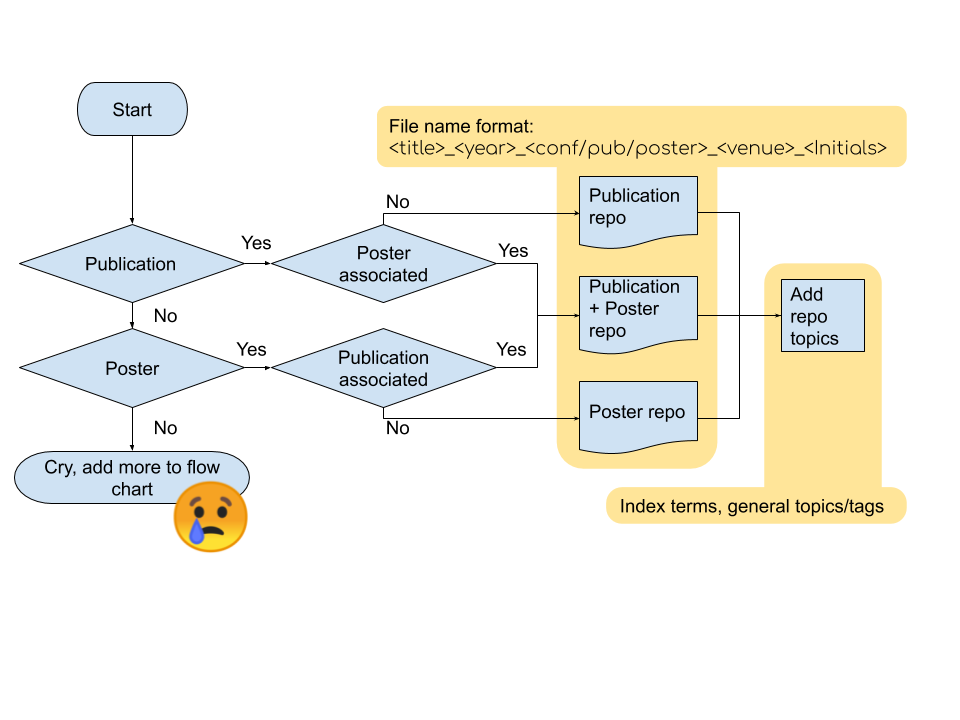 Start
File name format:
<title>_<year>_<conf/pub/poster>_<venue>_<Initials>
No
Publication
repo
Yes
Publication
Poster
associated
Yes
No
Publication
+ Poster
repo
Add
repo
topics
Poster
Yes
Publication
associated
Yes
No
No
Poster repo
Cry, add more to flow
chart
Index terms, general topics/tags